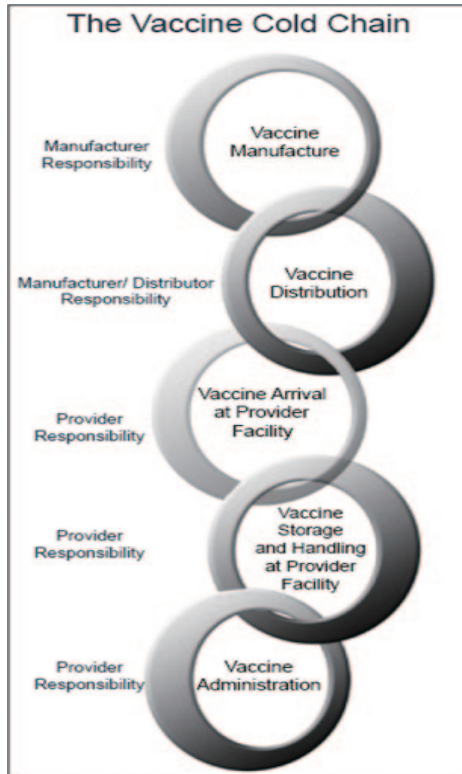 The Vaccine Cold Chain
Manufacturer
Responsibility
Vaccine
Manufacture
Manufacturer/ Distributor
Responsibility
Vaccine
Distribution
Provider
Responsibility
Vaccine Arrival
at Provider
Facility
Provider
Responsibility
Vaccine
Storage
and Handling
at Provider
Facility
Provider
Responsibility
Vaccine
Administration